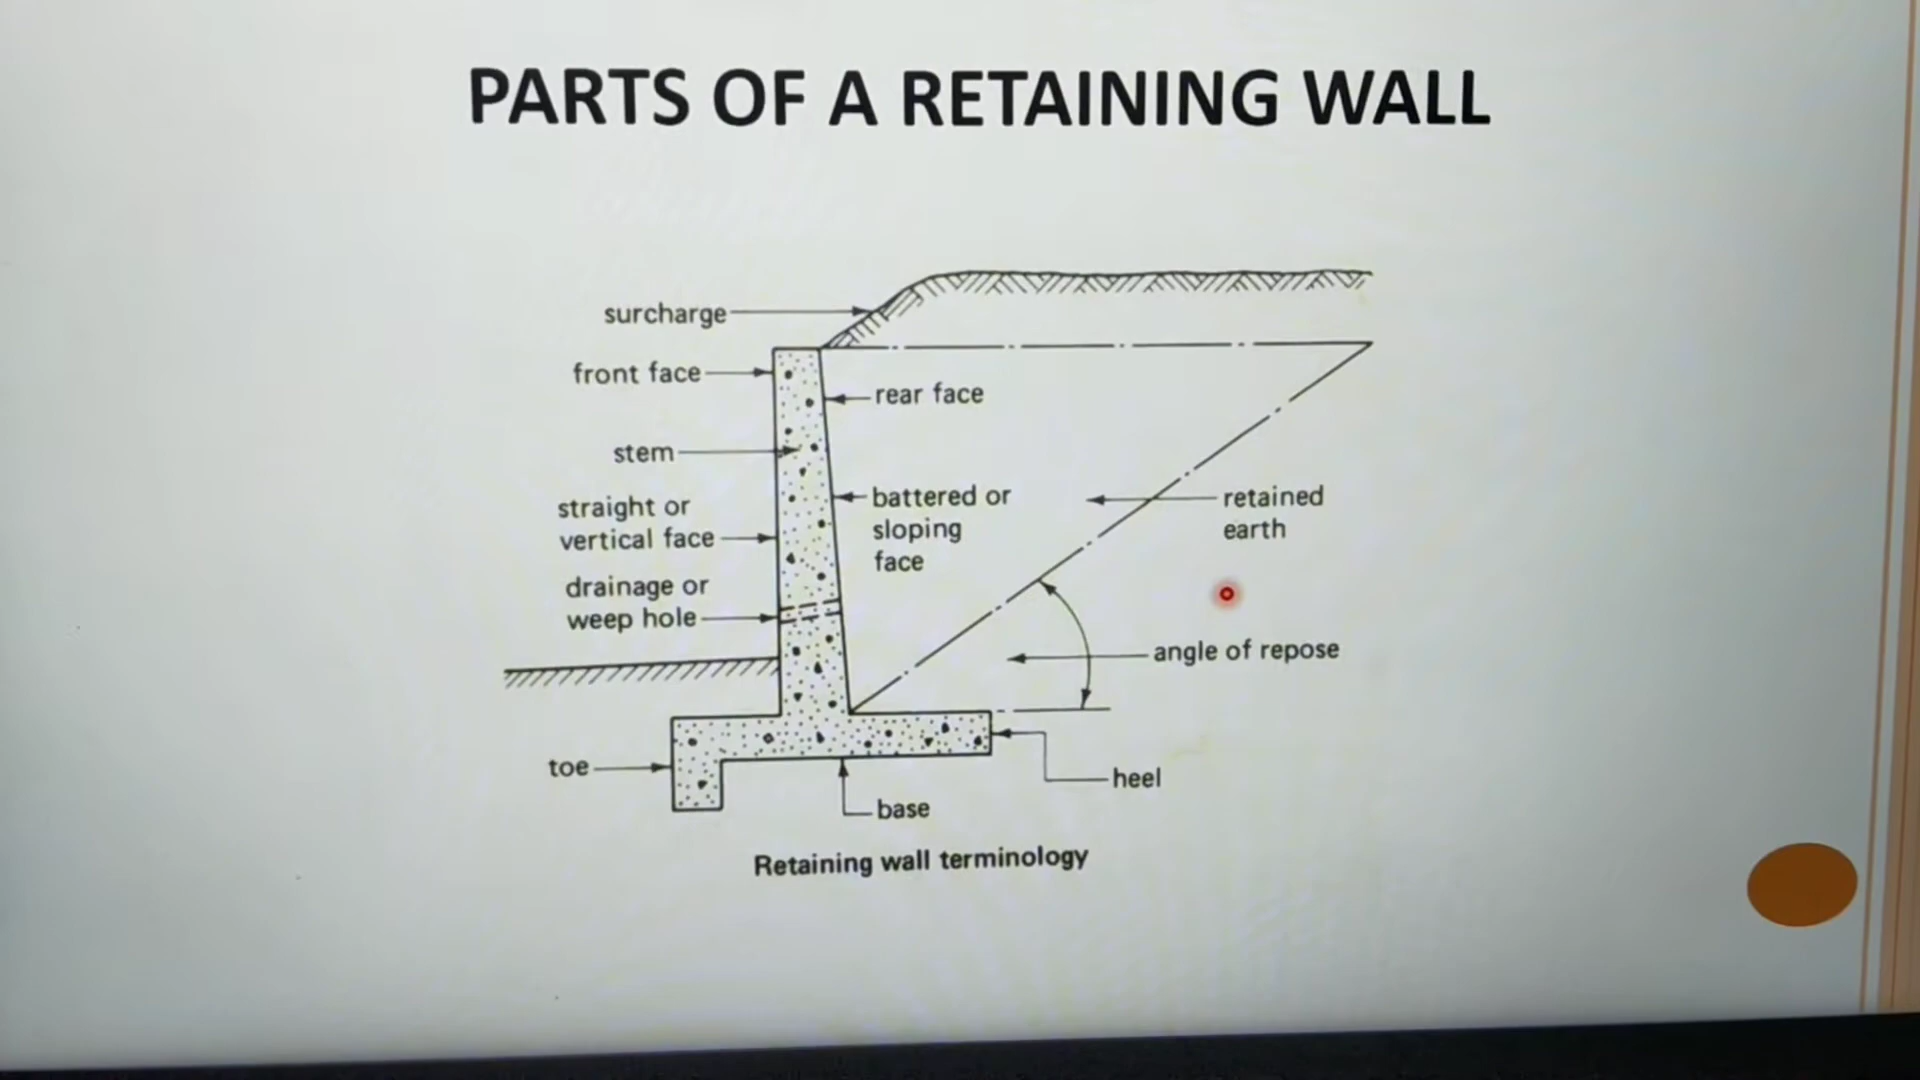 PARTS OF A RETAINING WALL
surcharge
front face
rear face
stem
straight or
vertical face
battered or
sloping
face
retained
earth
drainage or
weep hole
angle of repose
toe
heel
base
Retaining wall terminology